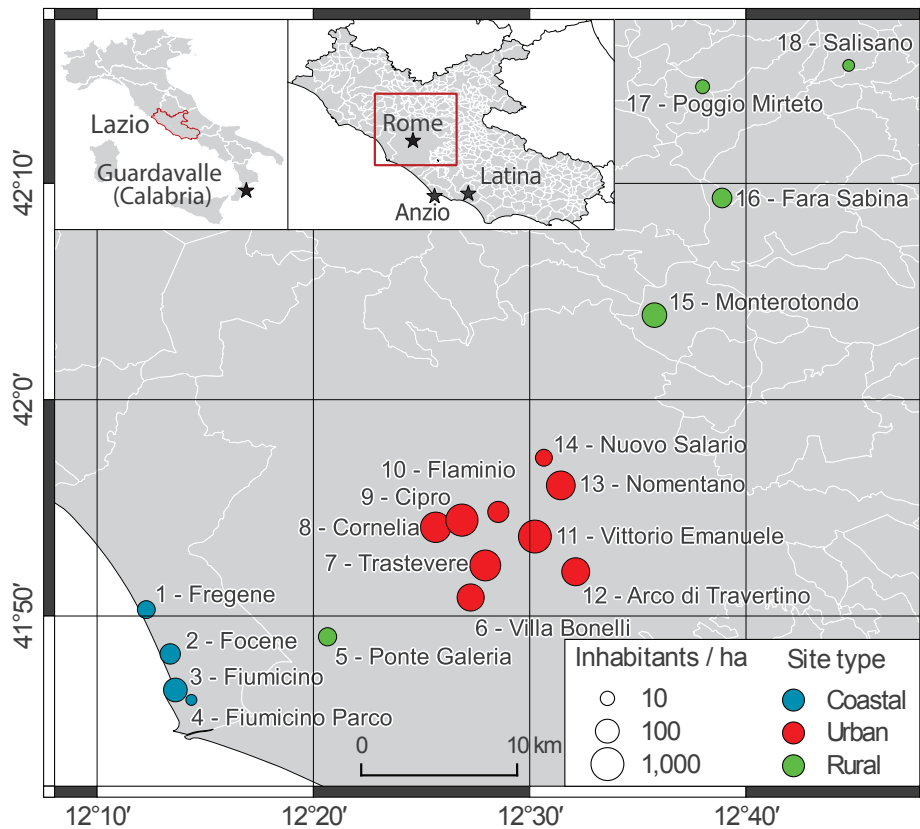 18 - Salisano
17 - Poggio Mirteto
Lazio
Rome
Guardavalle
(Calabria)
Latina
Anzio
42°10′
16 - Fara Sabina
15 - Monterotondo
42°0′
14 - Nuovo Salario
10 - Flaminio
13 - Nomentano
9 - Cipro
8 - Cornelia
11 - Vittorio Emanuele
7 - Trastevere
12 - Arco di Travertino
1 - Fregene
41°50′
6 - Villa Bonelli
2 - Focene
5 - Ponte Galeria
3 - Fiumicino
4 - Fiumicino Parco
0 10 km
Inhabitants / ha
10
100
1,000
Site type
Coastal
Urban
Rural
12°10′ 12°20′ 12°30′ 12°40′